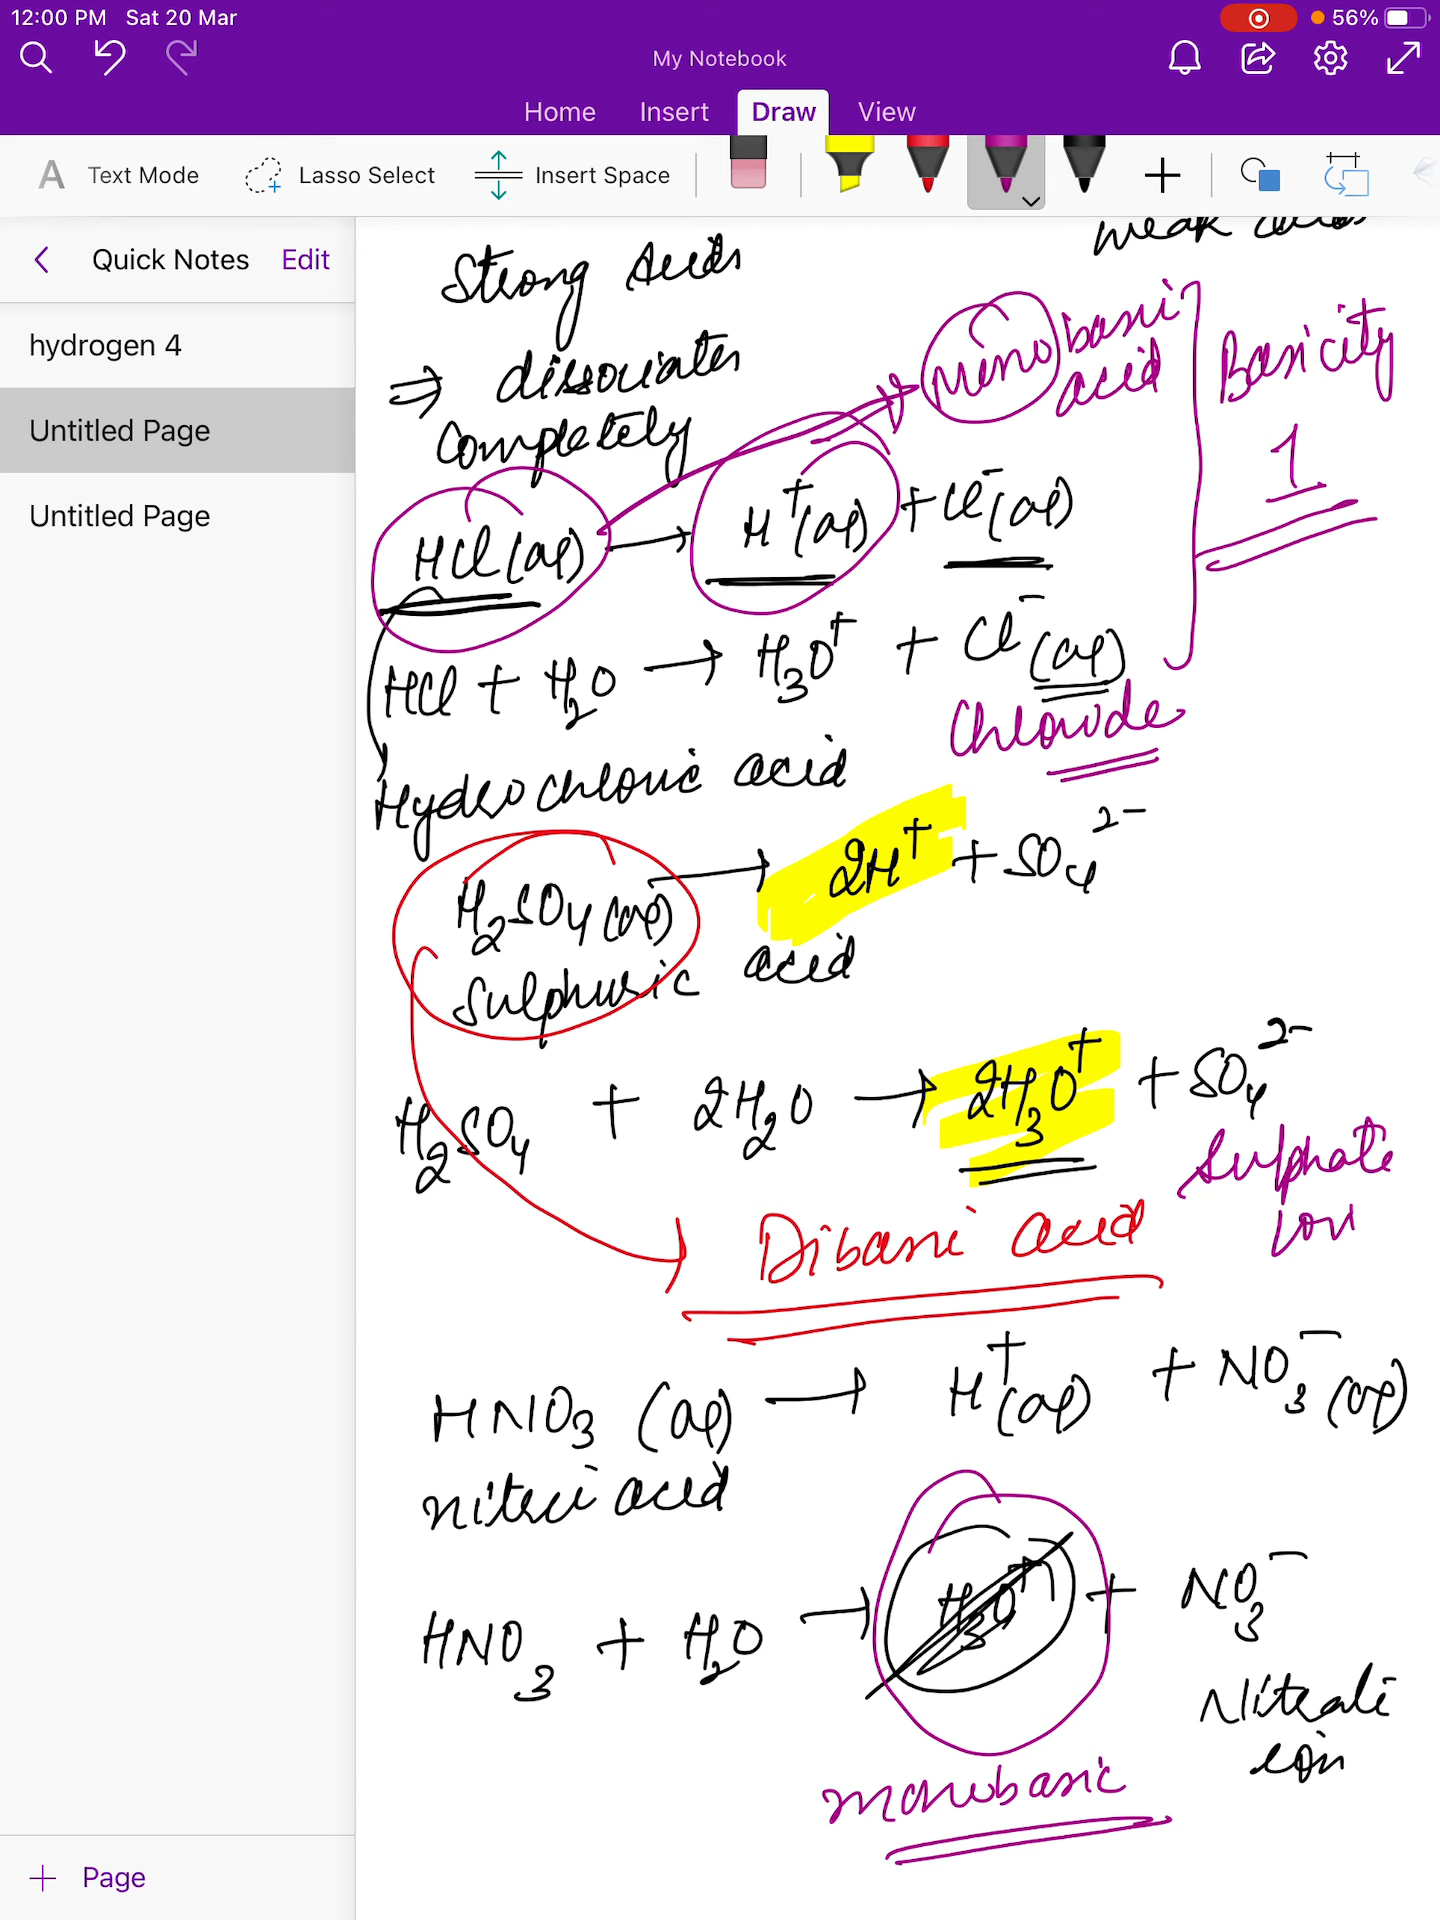 12:00 PM Sat 20 Mar
56%
My Notebook
Home Insert Draw View
A Text Mode Lasso Select Insert Space
Quick Notes Edit
hydrogen 4
Untitled Page
Untitled Page
+ Page
Strong Acids
weak
⇒ dissociates
completely
Monobasic
acid
Basicity
1
HCl(aq) → H⁺(aq) + Cl⁻(aq)
HCl + H₂O → H₃O⁺ + Cl⁻(aq)
Chloride
Hydrochloric acid
H₂SO₄(aq) → 2H⁺ + SO₄²⁻
Sulphuric acid
H₂SO₄ + 2H₂O → 2H₃O⁺ + SO₄²⁻
Sulphate
ion
Dibasic acid
HNO₃ (aq) → H⁺(aq) + NO₃⁻(aq)
nitric acid
HNO₃ + H₂O → H₃O⁺ + NO₃⁻
Nitrate
ion
monobasic